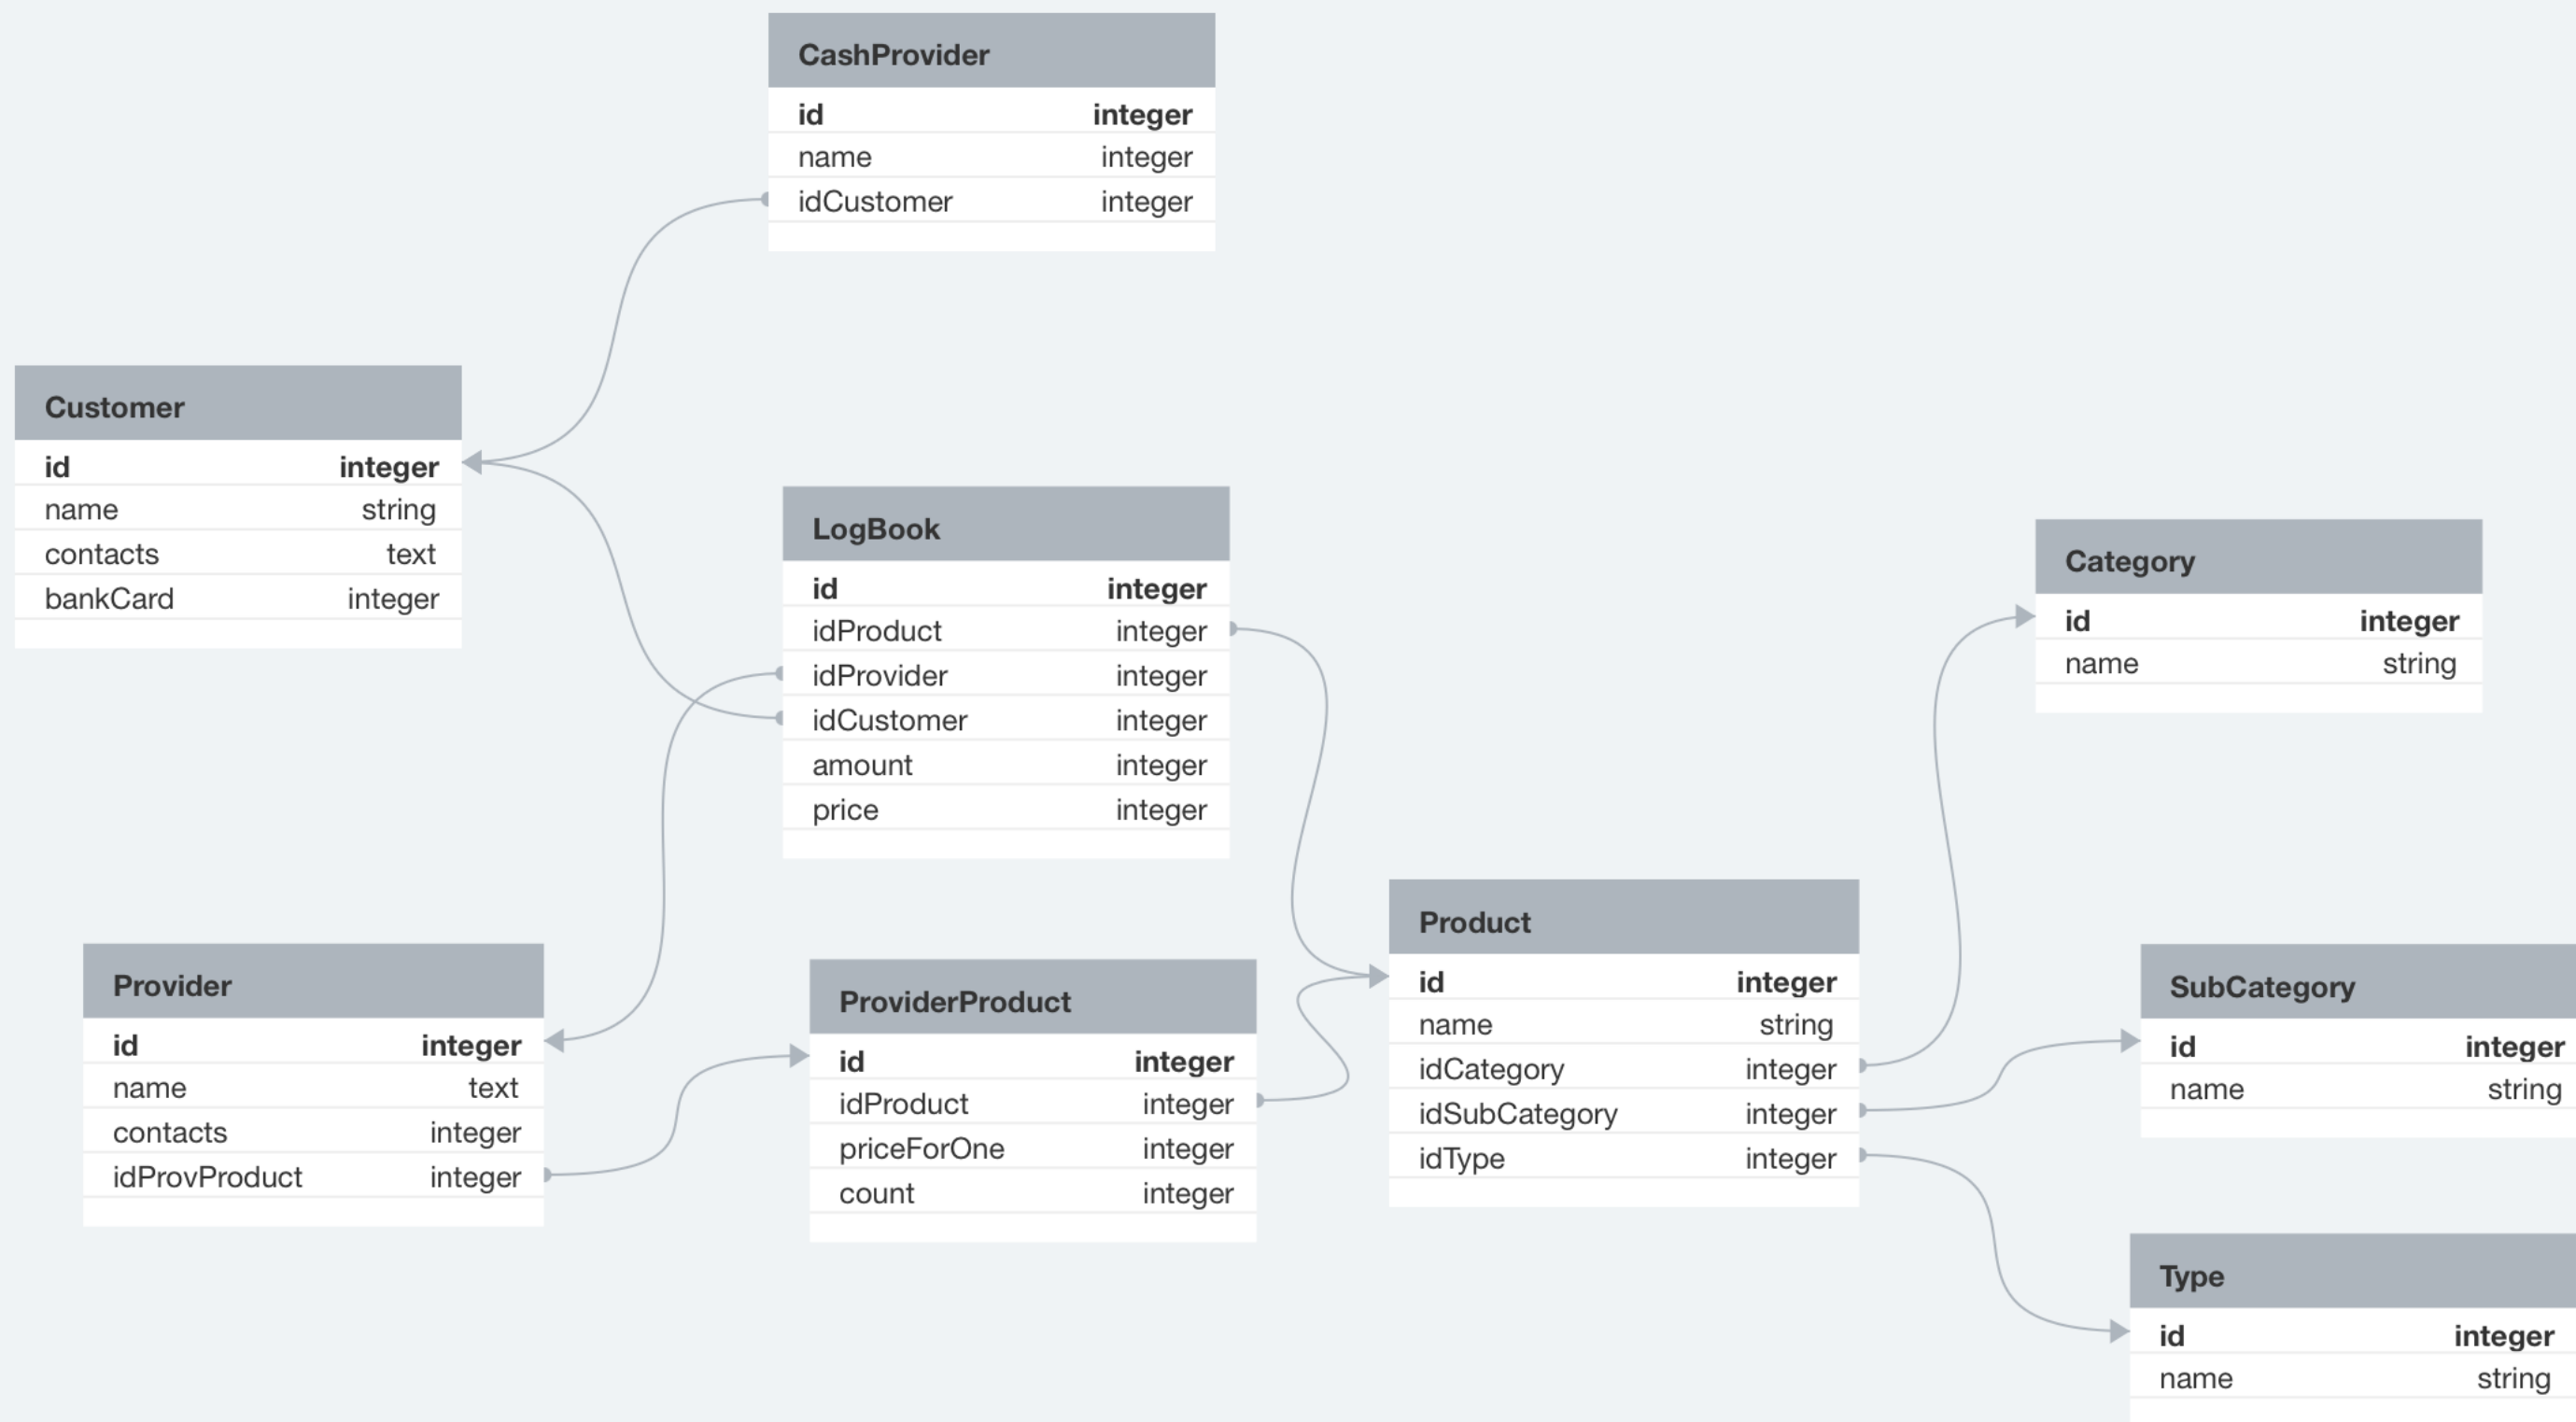 CashProvider
id integer
name integer
idCustomer integer
Customer
id integer
name string
contacts text
bankCard integer
LogBook
id integer
idProduct integer
idProvider integer
idCustomer integer
amount integer
price integer
Category
id integer
name string
Product
id integer
name string
idCategory integer
idSubCategory integer
idType integer
Provider
id integer
name text
contacts integer
idProvProduct integer
ProviderProduct
id integer
idProduct integer
priceForOne integer
count integer
SubCategory
id integer
name string
Type
id integer
name string